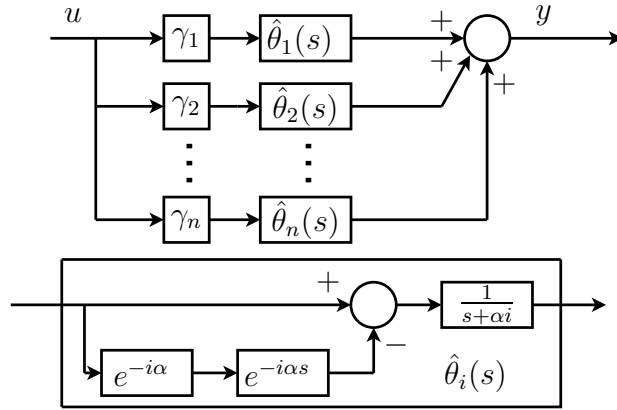 u γ₁ θ̂₁(s) + y
+
γ₂ θ̂₂(s) +
γₙ θ̂ₙ(s)
+ 1/(s+αi)
e^{-iα} e^{-iαs} − θ̂ᵢ(s)